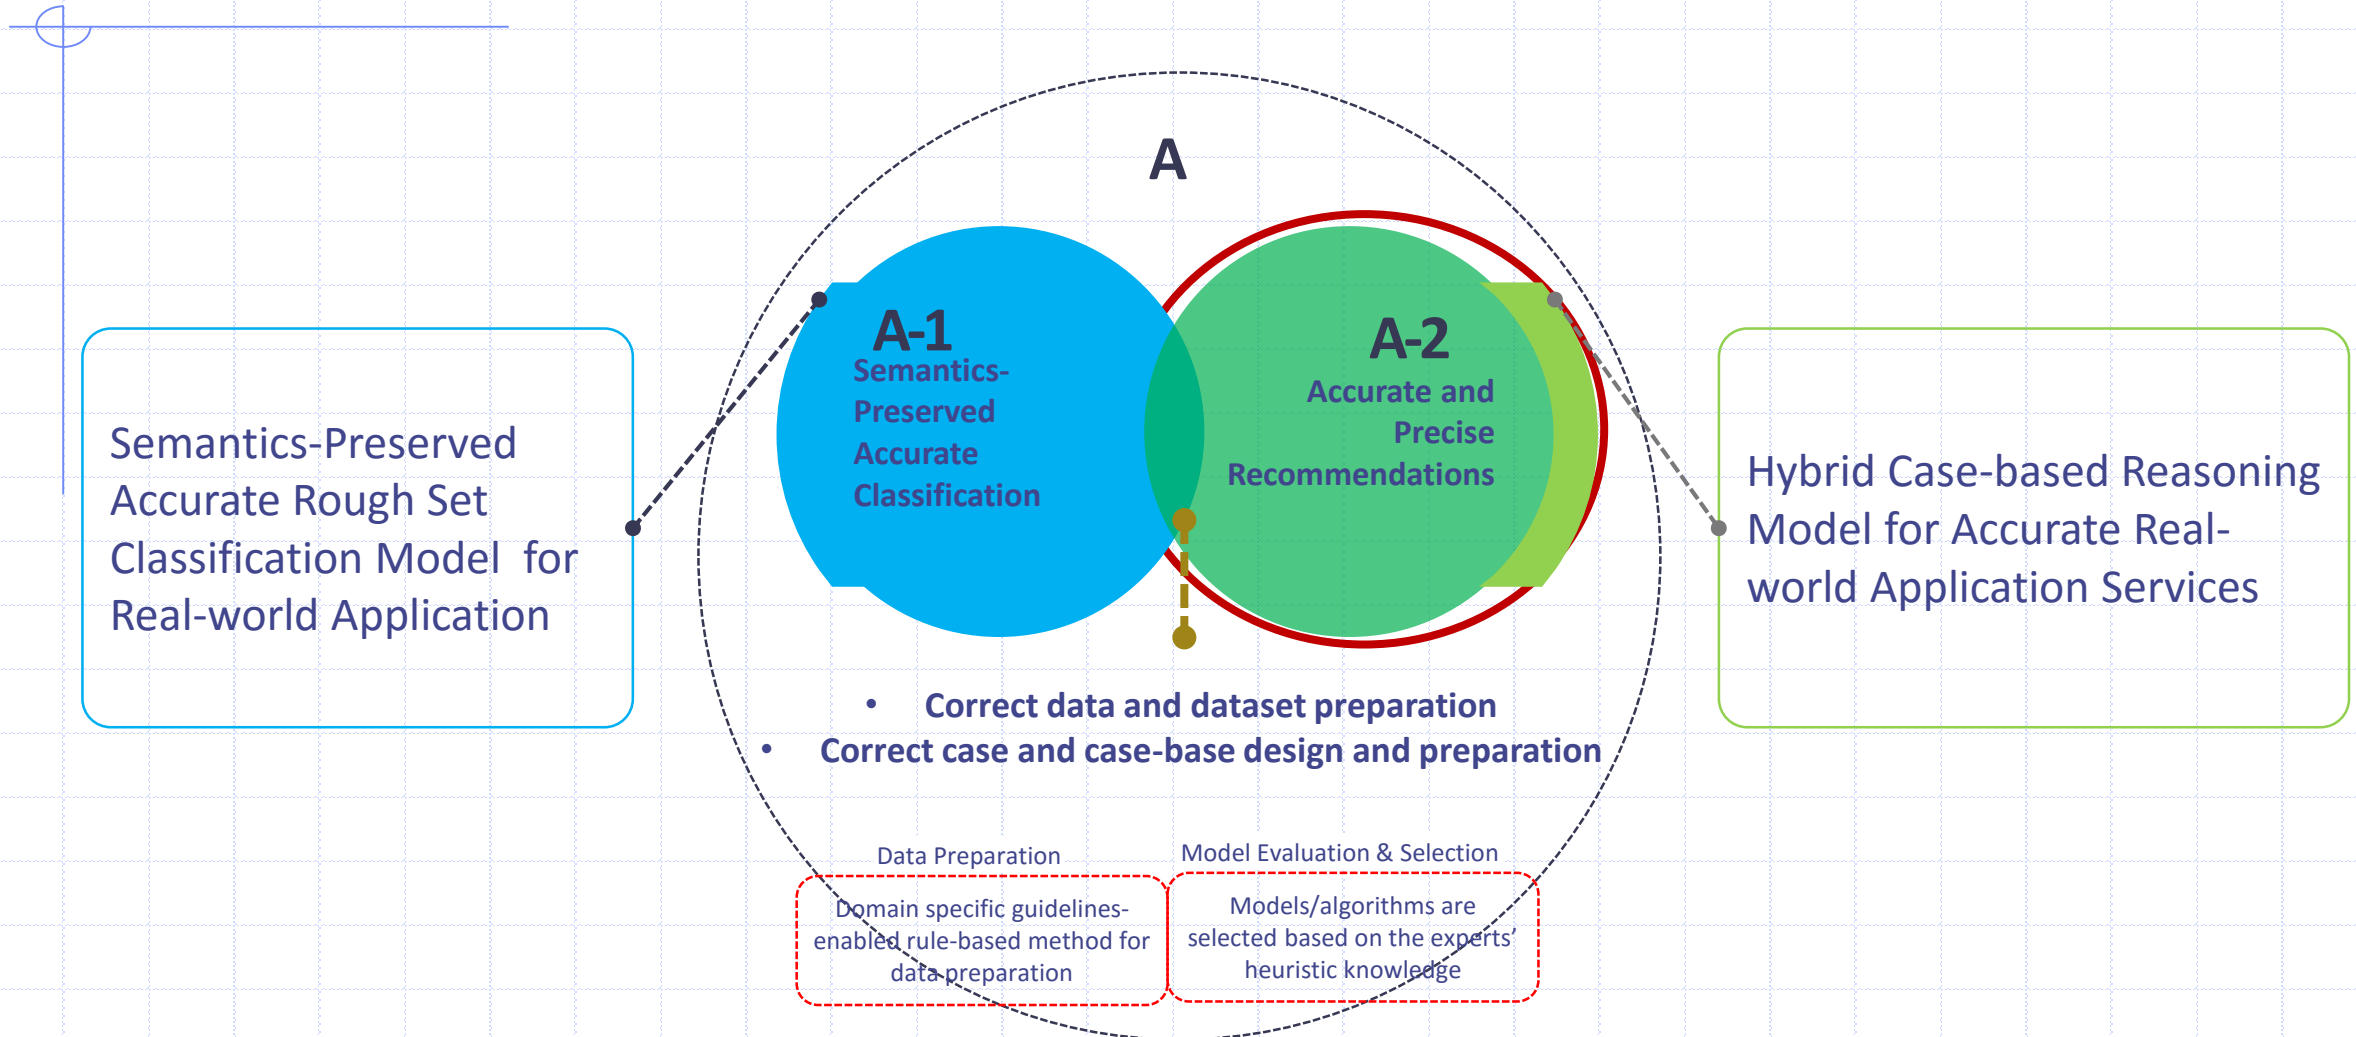 A
A-1
Semantics-
Preserved
Accurate
Classification
A-2
Accurate and
Precise
Recommendations
Semantics-Preserved
Accurate Rough Set
Classification Model for
Real-world Application
Hybrid Case-based Reasoning
Model for Accurate Real-
world Application Services
• Correct data and dataset preparation
• Correct case and case-base design and preparation
Data Preparation
Domain specific guidelines-
enabled rule-based method for
data preparation
Model Evaluation & Selection
Models/algorithms are
selected based on the experts’
heuristic knowledge